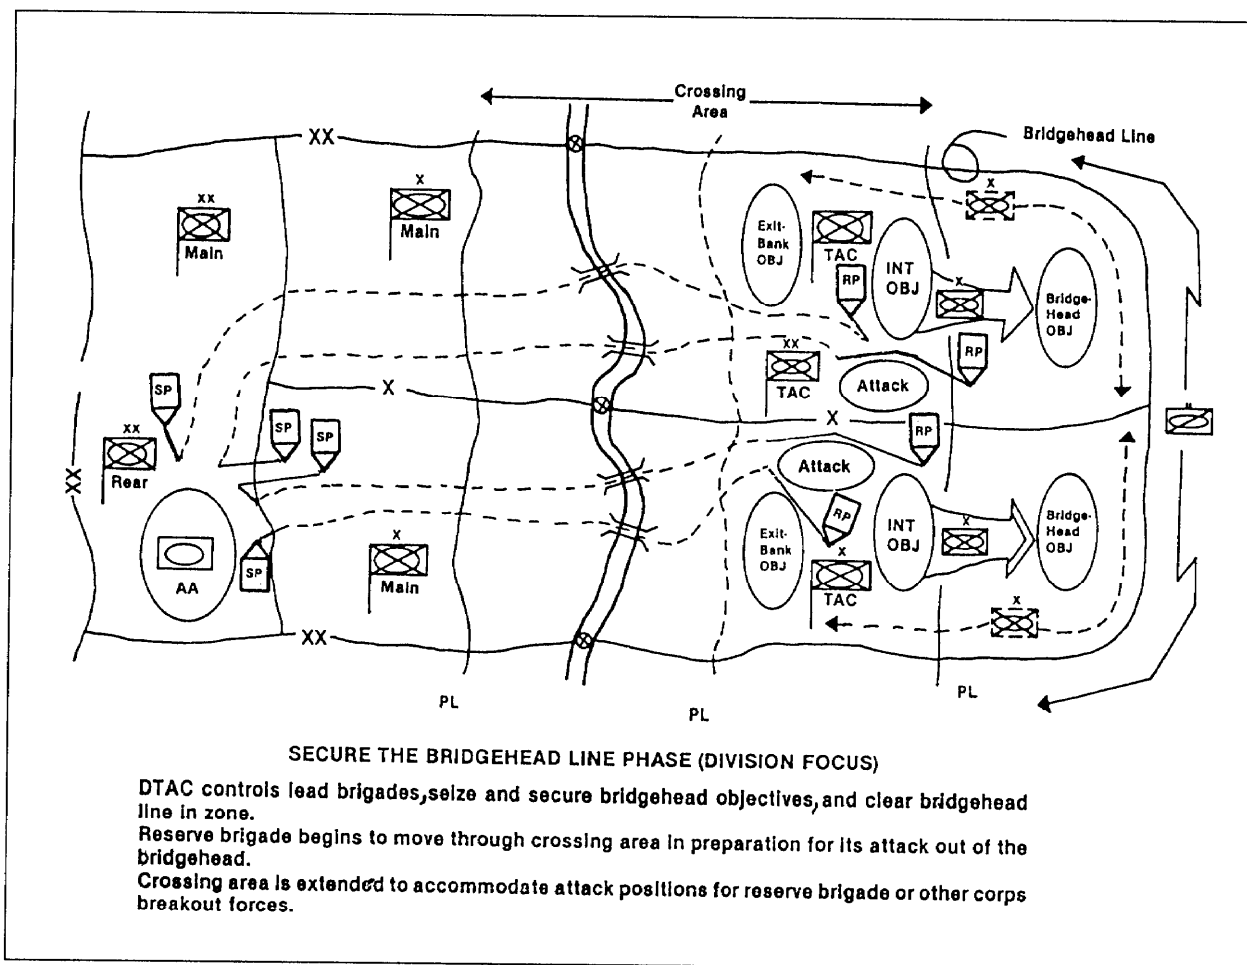 Crossing
Area
Bridgehead Line
XX
X
X
xx
Main
Main
Exit-
Bank
OBJ
TAC
INT
OBJ
RP
X
Bridge-
Head
OBJ
xx
TAC
RP
Attack
SP
X
X
SP
SP
xx
Rear
XX
RP
Attack
x
AA
SP
X
Main
Exit-
Bank
OBJ
RP
X
TAC
INT
OBJ
X
Bridge-
Head
OBJ
X
XX
PL
PL
PL
SECURE THE BRIDGEHEAD LINE PHASE (DIVISION FOCUS)
DTAC controls lead brigades, seize and secure bridgehead objectives, and clear bridgehead
line in zone.
Reserve brigade begins to move through crossing area in preparation for its attack out of the
bridgehead.
Crossing area is extended to accommodate attack positions for reserve brigade or other corps
breakout forces.